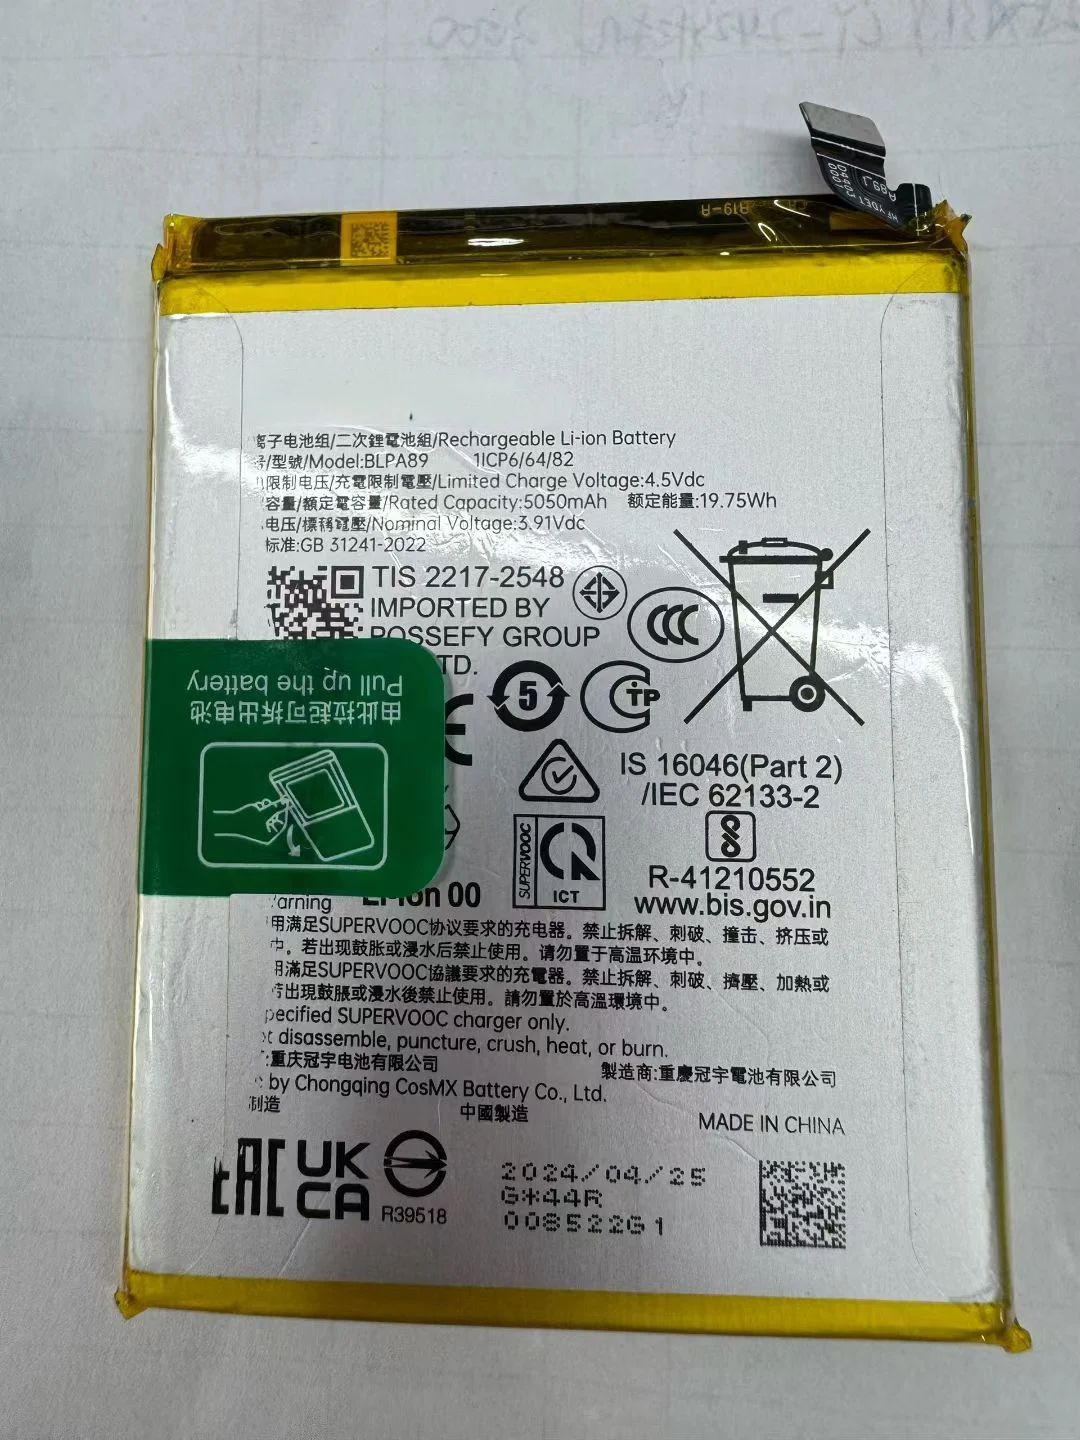 离子电池组/二次鋰電池組/Rechargeable Li-ion Battery
/型號/Model:BLPA89 1ICP6/64/82
限制电压/充電限制電壓/Limited Charge Voltage:4.5Vdc
容量/額定電容量/Rated Capacity:5050mAh 额定能量:19.75Wh
电压/標稱電壓/Nominal Voltage:3.91Vdc
标准:GB 31241-2022
TIS 2217-2548
IMPORTED BY
POSSEFY GROUP
TD.
CCC
5
TP
CE
Pull up the battery
由此拉起可拆出电池
IS 16046(Part 2)
/IEC 62133-2
SUPERVOOC
ICT
R-41210552
www.bis.gov.in
Li-ion 00
arning
用满足SUPERVOOC协议要求的充电器。禁止拆解、刺破、撞击、挤压或
中。若出现鼓胀或浸水后禁止使用。请勿置于高温环境中。
用滿足SUPERVOOC協議要求的充電器。禁止拆解、刺破、擠壓、加熱或
若出現鼓脹或浸水後禁止使用。請勿置於高溫環境中。
pecified SUPERVOOC charger only.
disassemble, puncture, crush, heat, or burn.
:重庆冠宇电池有限公司 製造商:重慶冠宇電池有限公司
by Chongqing CosMX Battery Co., Ltd.
制造 中國製造 MADE IN CHINA
EAC UKCA R39518
2024/04/25
G*44R
008522G1